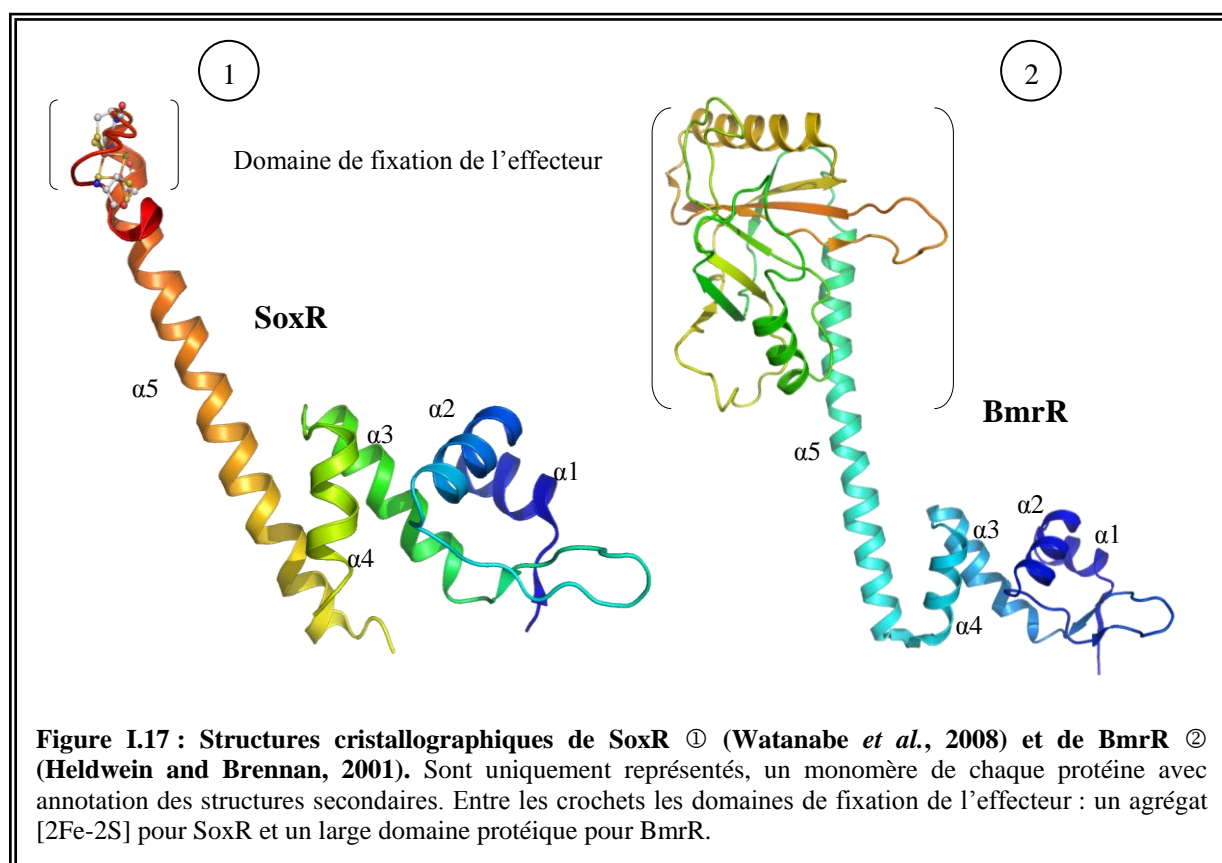 1
2
Domaine de fixation de l’effecteur
SoxR
α5
α2
α3
α1
α4
BmrR
α5
α2
α3
α1
α4
Figure I.17 : Structures cristallographiques de SoxR ① (Watanabe et al., 2008) et de BmrR ②
(Heldwein and Brennan, 2001). Sont uniquement représentés, un monomère de chaque protéine avec
annotation des structures secondaires. Entre les crochets les domaines de fixation de l’effecteur : un agrégat
[2Fe-2S] pour SoxR et un large domaine protéique pour BmrR.